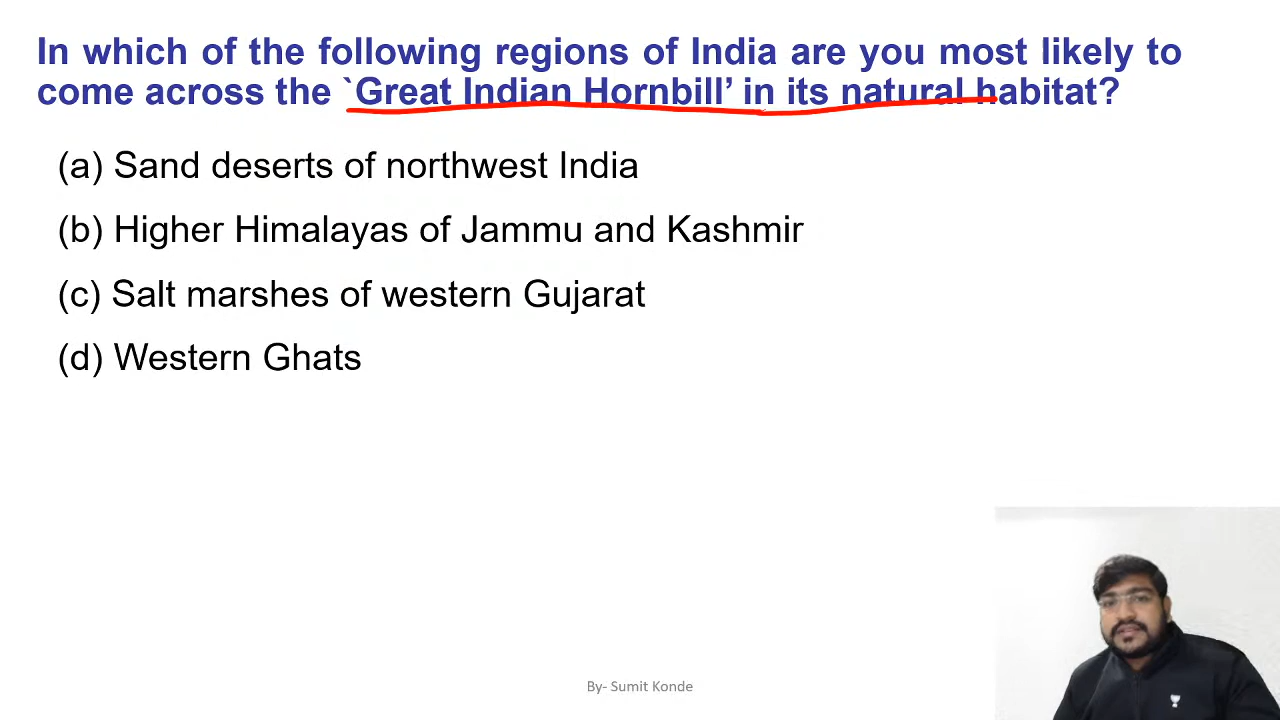 In which of the following regions of India are you most likely to
come across the `Great Indian Hornbill’ in its natural habitat?
(a) Sand deserts of northwest India
(b) Higher Himalayas of Jammu and Kashmir
(c) Salt marshes of western Gujarat
(d) Western Ghats
By- Sumit Konde